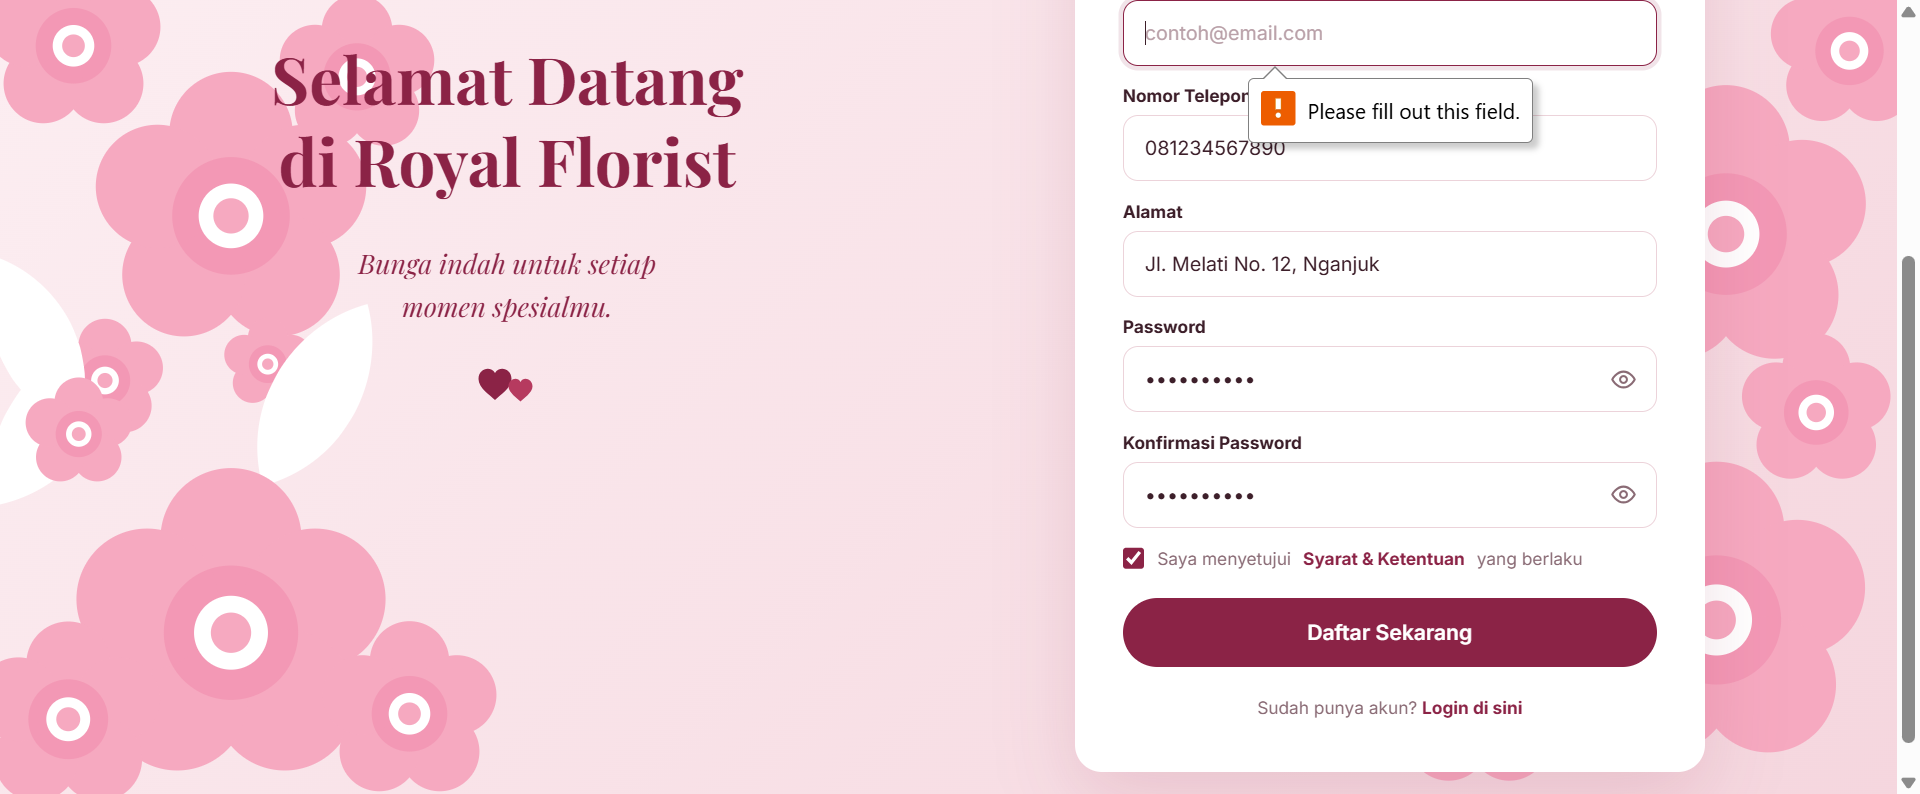 Selamat Datang
di Royal Florist
Bunga indah untuk setiap
momen spesialmu.
contoh@email.com
Please fill out this field.
Nomor Telepon
081234567890
Alamat
Jl. Melati No. 12, Nganjuk
Password
••••••••••
Konfirmasi Password
••••••••••
Saya menyetujui Syarat & Ketentuan yang berlaku
Daftar Sekarang
Sudah punya akun? Login di sini